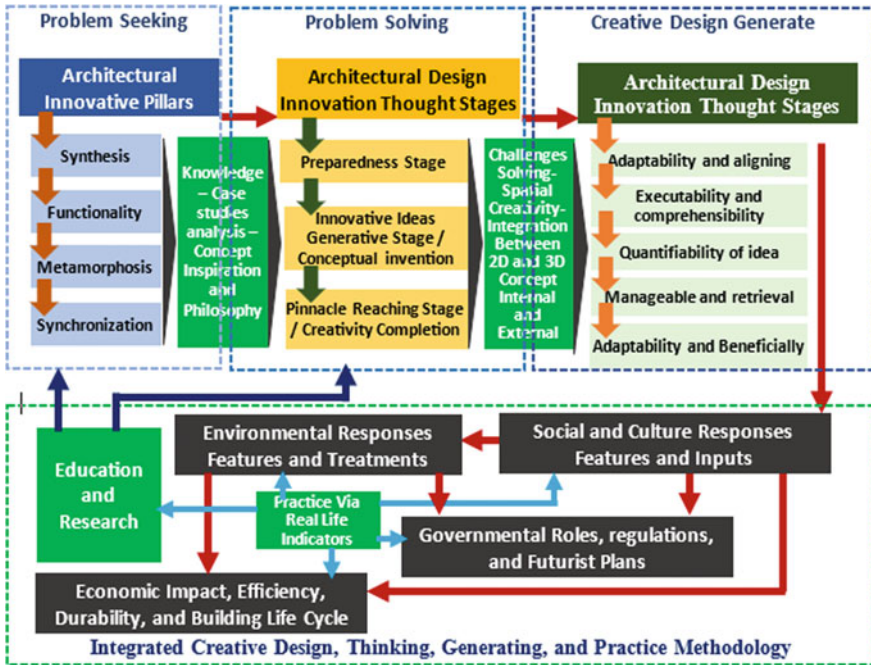 Problem Seeking
Architectural
Innovative Pillars
Synthesis
Functionality
Metamorphosis
Synchronization
Knowledge
– Case
studies
analysis –
Concept
Inspiration
and
Philosophy
Problem Solving
Architectural Design
Innovation Thought Stages
Preparedness Stage
Innovative Ideas
Generative Stage /
Conceptual invention
Pinnacle Reaching Stage
/ Creativity Completion
Challenges
Solving-
Spatial
Creativity-
Integration
Between
2D and 3D
Concept
Internal
and
External
Creative Design Generate
Architectural Design
Innovation Thought Stages
Adaptability and aligning
Executability and
comprehensibility
Quantifiability of idea
Manageable and retrieval
Adaptability and Beneficially
Education
and
Research
Environmental Responses
Features and Treatments
Social and Culture Responses
Features and Inputs
Practice Via
Real Life
Indicators
Governmental Roles, regulations,
and Futurist Plans
Economic Impact, Efficiency,
Durability, and Building Life Cycle
Integrated Creative Design, Thinking, Generating, and Practice Methodology